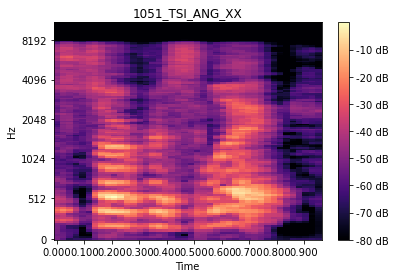 1051_TSI_ANG_XX
8192
4096
2048
1024
512
0
Hz
0.0000.1000.2000.3000.4000.5000.6000.7000.8000.900
Time
-10 dB
-20 dB
-30 dB
-40 dB
-50 dB
-60 dB
-70 dB
-80 dB